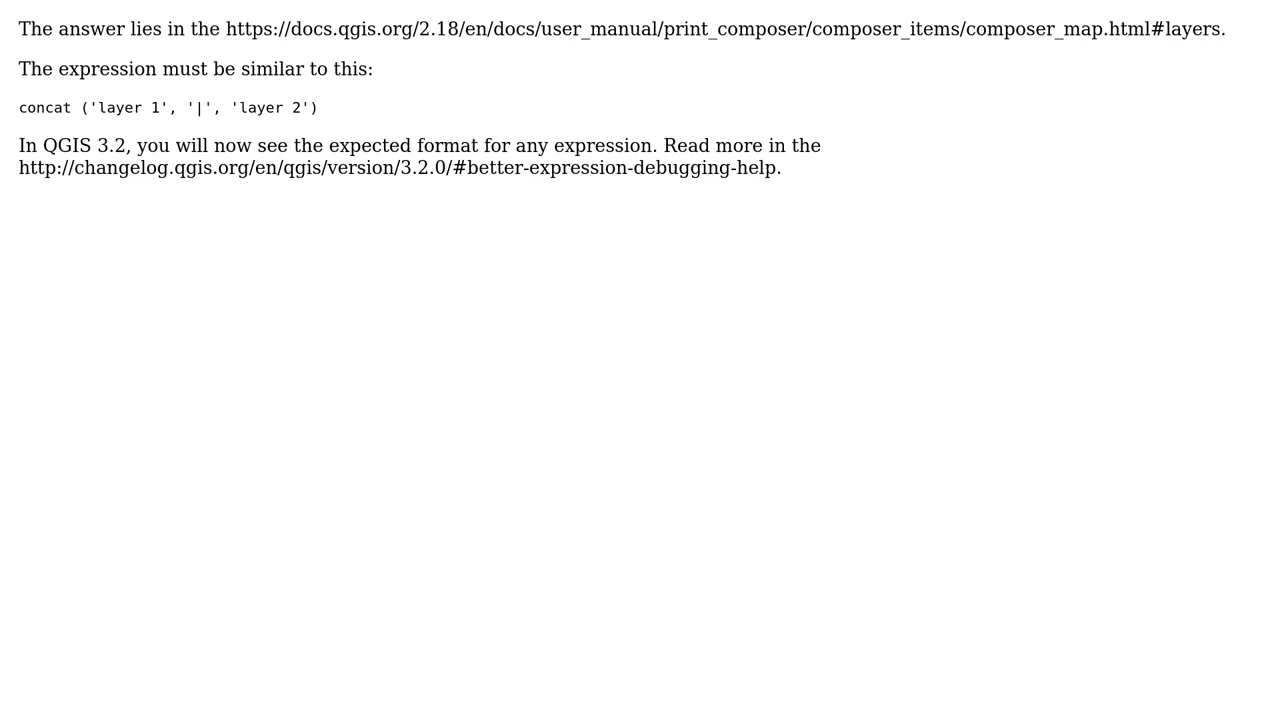 The answer lies in the https://docs.qgis.org/2.18/en/docs/user_manual/print_composer/composer_items/composer_map.html#layers.
The expression must be similar to this:
concat ('layer 1', '|', 'layer 2')
In QGIS 3.2, you will now see the expected format for any expression. Read more in the
http://changelog.qgis.org/en/qgis/version/3.2.0/#better-expression-debugging-help.